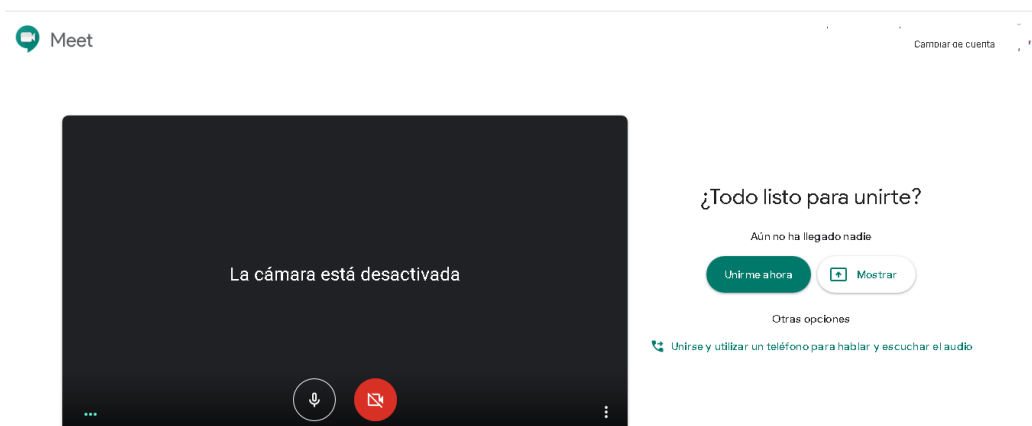 Meet
Cambiar de cuenta
La cámara está desactivada
¿Todo listo para unirte?
Aún no ha llegado nadie
Unirme ahora
Mostrar
Otras opciones
Unirse y utilizar un teléfono para hablar y escuchar el audio